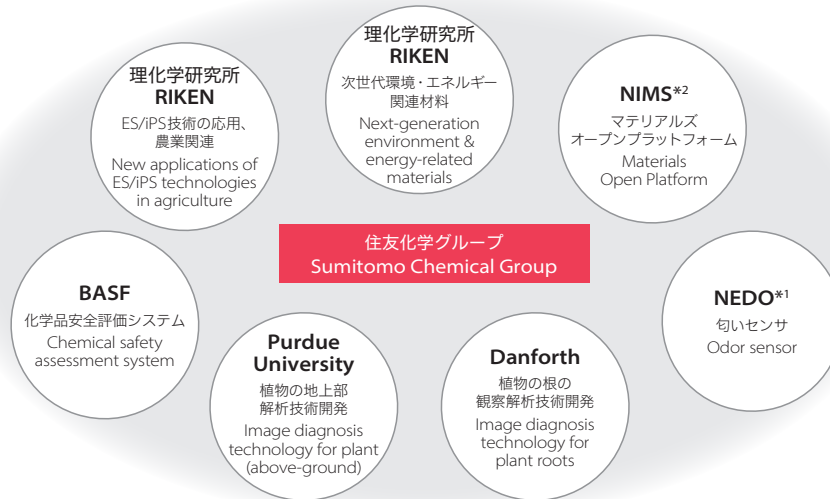 理化学研究所
RIKEN
ES/iPS技術の応用、
農業関連
New applications of
ES/iPS technologies
in agriculture
理化学研究所
RIKEN
次世代環境・エネルギー
関連材料
Next-generation
environment &
energy-related
materials
NIMS*2
マテリアルズ
オープンプラットフォーム
Materials
Open Platform
住友化学グループ
Sumitomo Chemical Group
BASF
化学品安全評価システム
Chemical safety
assessment system
Purdue
University
植物の地上部
解析技術開発
Image diagnosis
technology for plant
(above-ground)
Danforth
植物の根の
観察解析技術開発
Image diagnosis
technology for
plant roots
NEDO*1
匂いセンサ
Odor sensor